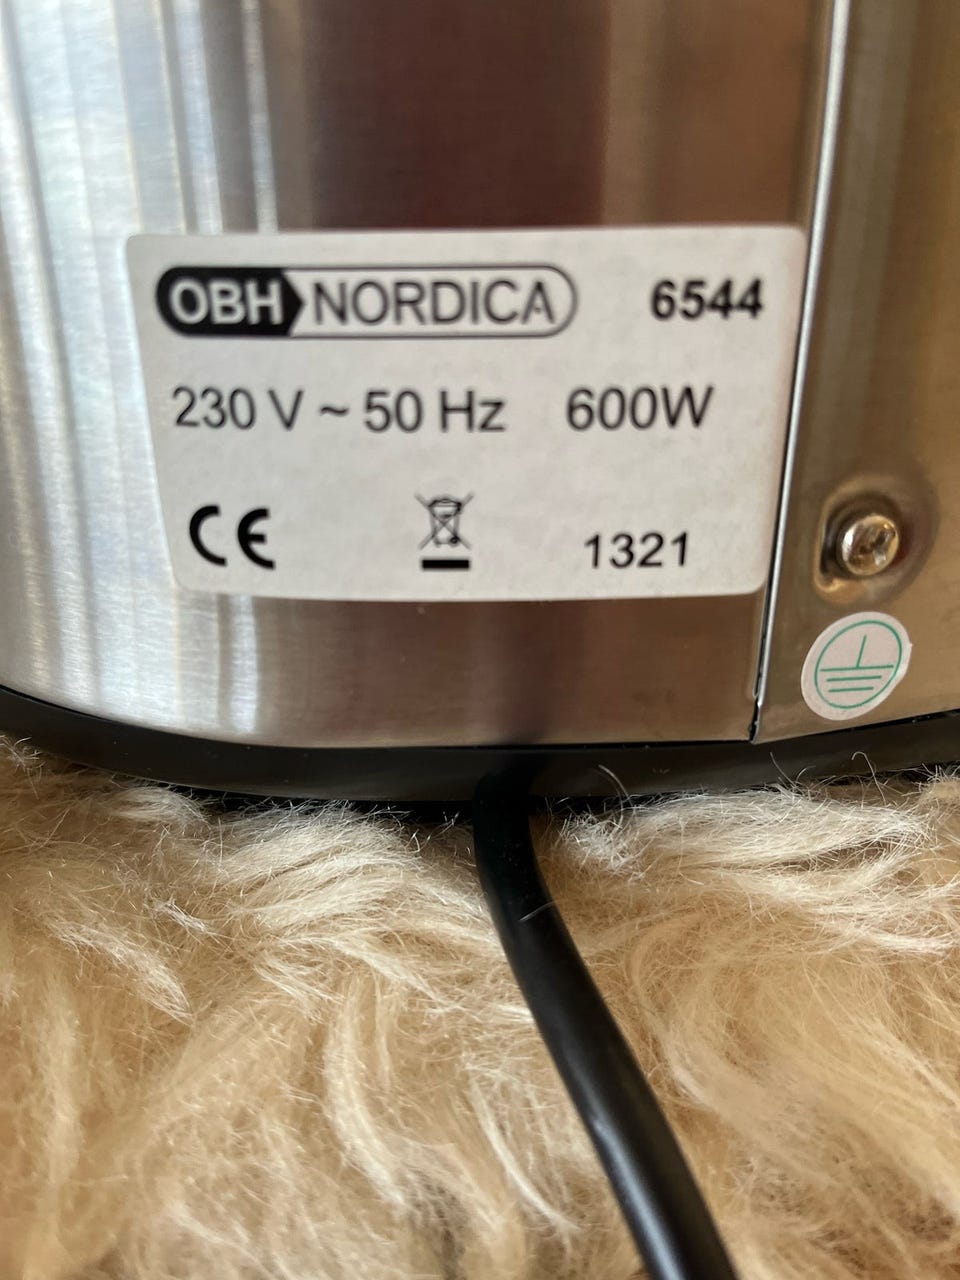 OBH NORDICA 6544
230 V ~ 50 Hz 600W
CE 1321